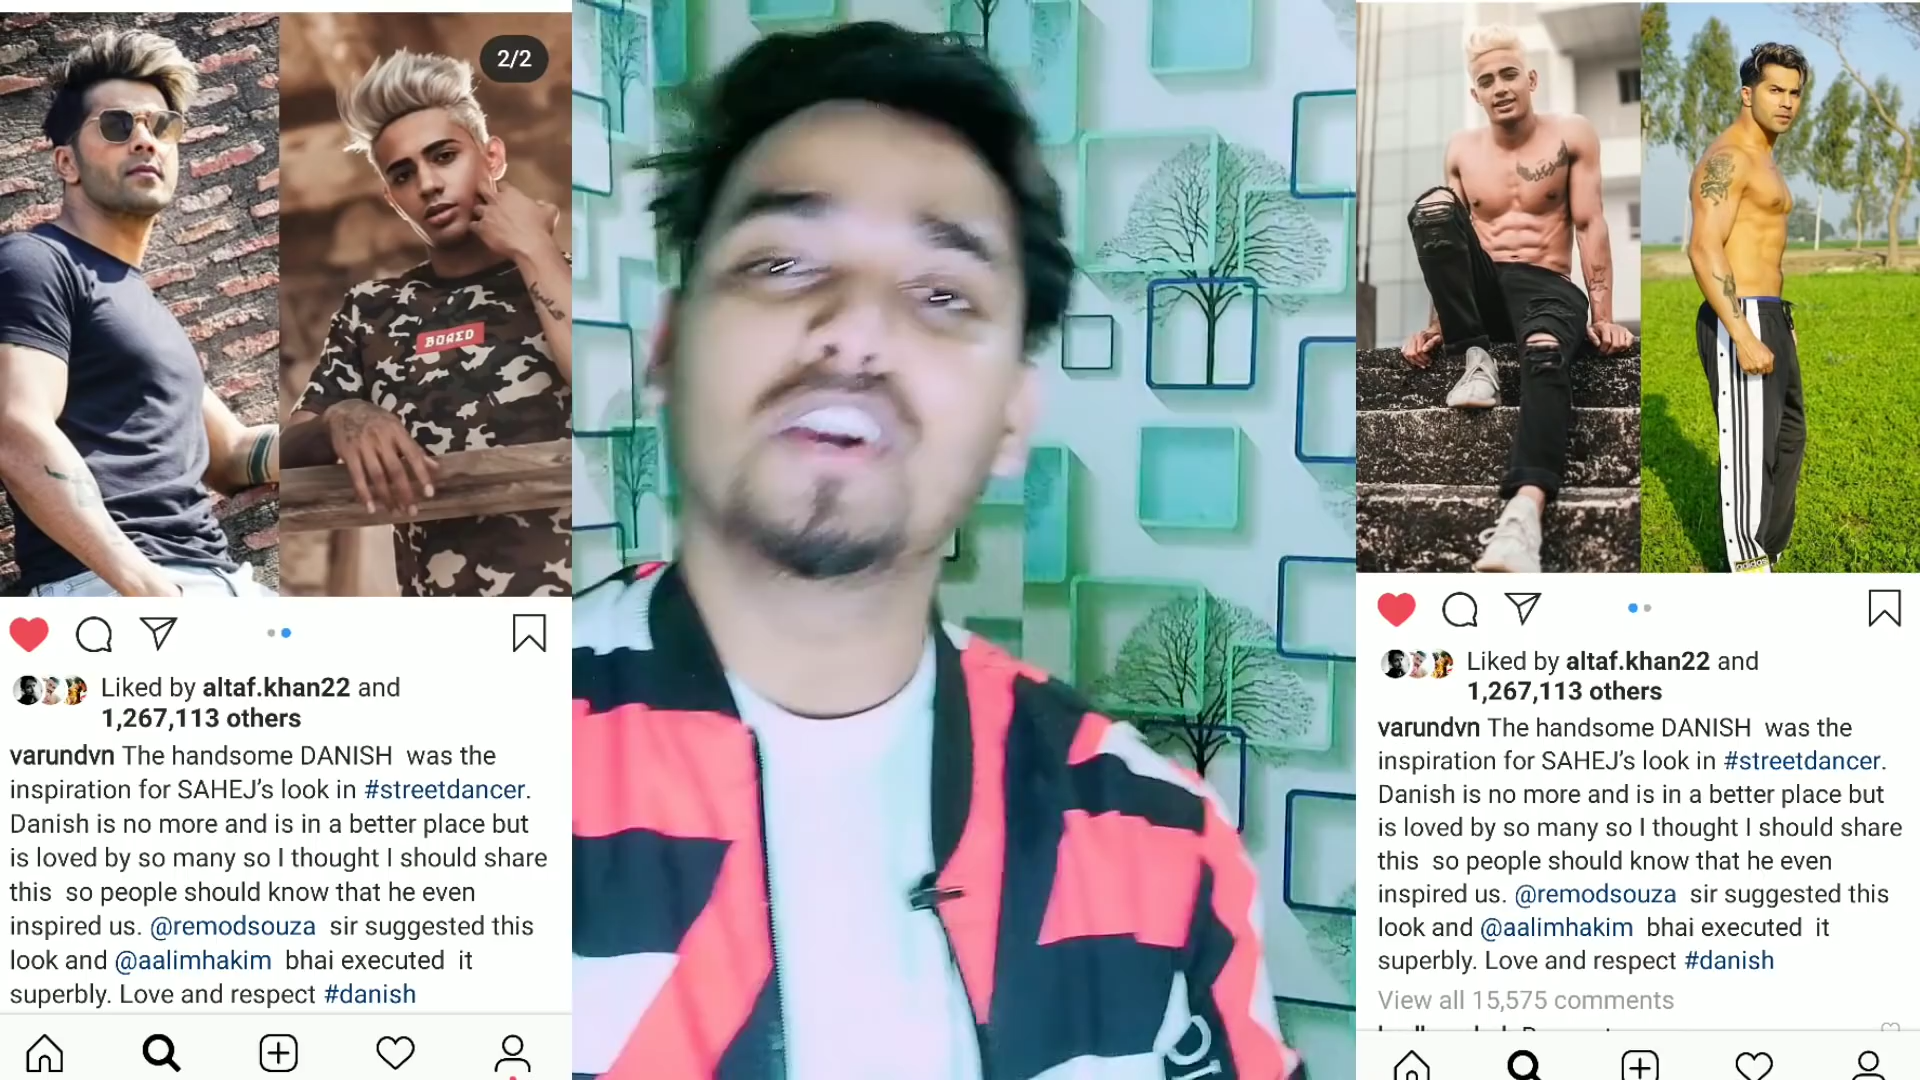 2/2
BORED
Liked by altaf.khan22 and
1,267,113 others
varundvn The handsome DANISH was the
inspiration for SAHEJ’s look in #streetdancer.
Danish is no more and is in a better place but
is loved by so many so I thought I should share
this so people should know that he even
inspired us. @remodsouza sir suggested this
look and @aalimhakim bhai executed it
superbly. Love and respect #danish
adidas
Liked by altaf.khan22 and
1,267,113 others
varundvn The handsome DANISH was the
inspiration for SAHEJ’s look in #streetdancer.
Danish is no more and is in a better place but
is loved by so many so I thought I should share
this so people should know that he even
inspired us. @remodsouza sir suggested this
look and @aalimhakim bhai executed it
superbly. Love and respect #danish
View all 15,575 comments